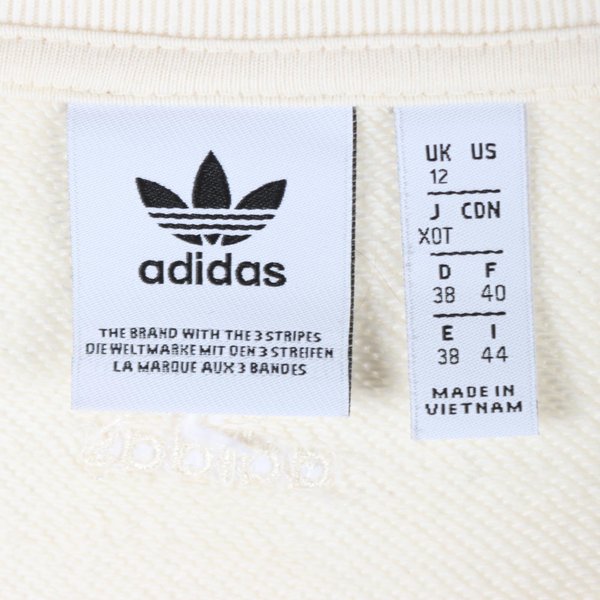 adidas
THE BRAND WITH THE 3 STRIPES
DIE WELTMARKE MIT DEN 3 STREIFEN
LA MARQUE AUX 3 BANDES
UK US
12
J CDN
XOT
D F
38 40
E I
38 44
MADE IN
VIETNAM